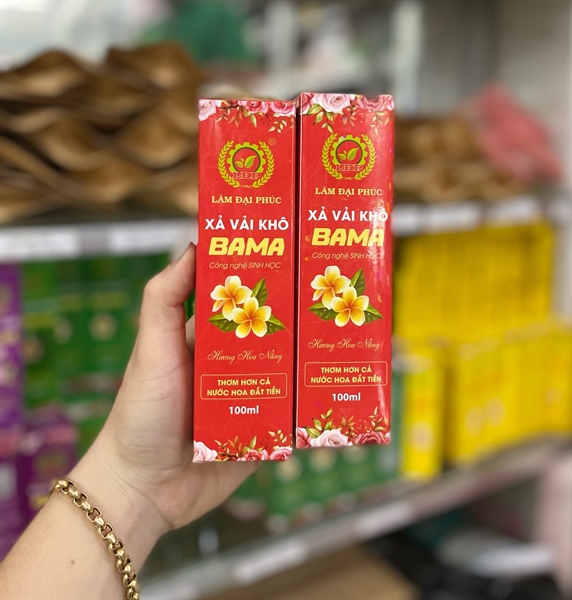 LÂM ĐẠI PHÚC
XẢ VẢI KHÔ
BAMA
Công nghệ SINH HỌC
Hương Hoa Nắng
THƠM HƠN CẢ
NƯỚC HOA ĐẮT TIỀN
100ml
®
LÂM ĐẠI PHÚC
XẢ VẢI KHÔ
BAMA
Công nghệ SINH HỌC
Hương Hoa Nắng
THƠM HƠN CẢ
NƯỚC HOA ĐẮT TIỀN
100ml